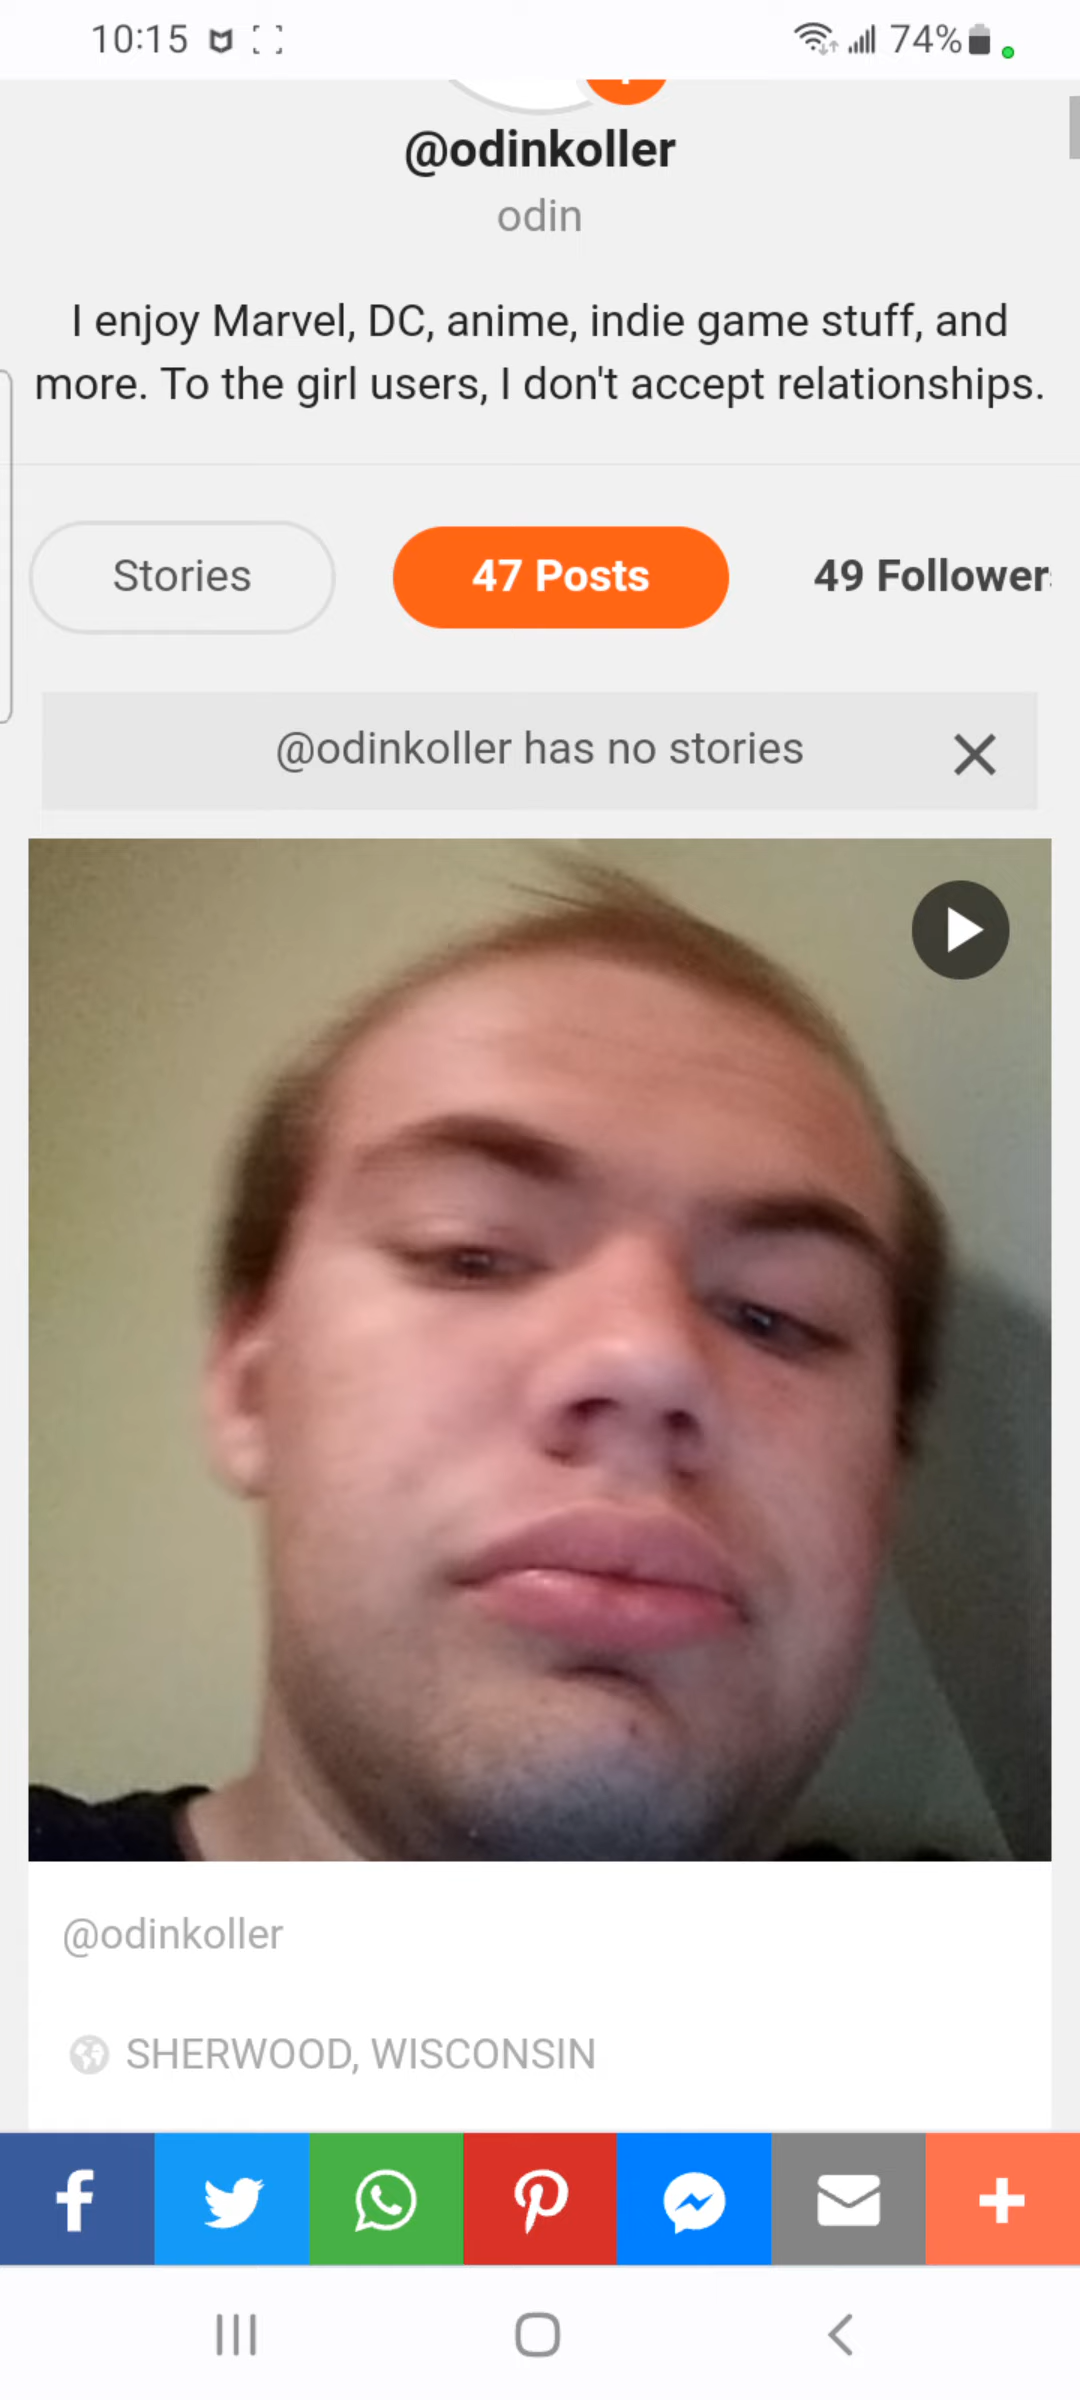 10:15
74%
@odinkoller
odin
I enjoy Marvel, DC, anime, indie game stuff, and
more. To the girl users, I don't accept relationships.
Stories
47 Posts
49 Follower
@odinkoller has no stories
@odinkoller
SHERWOOD, WISCONSIN